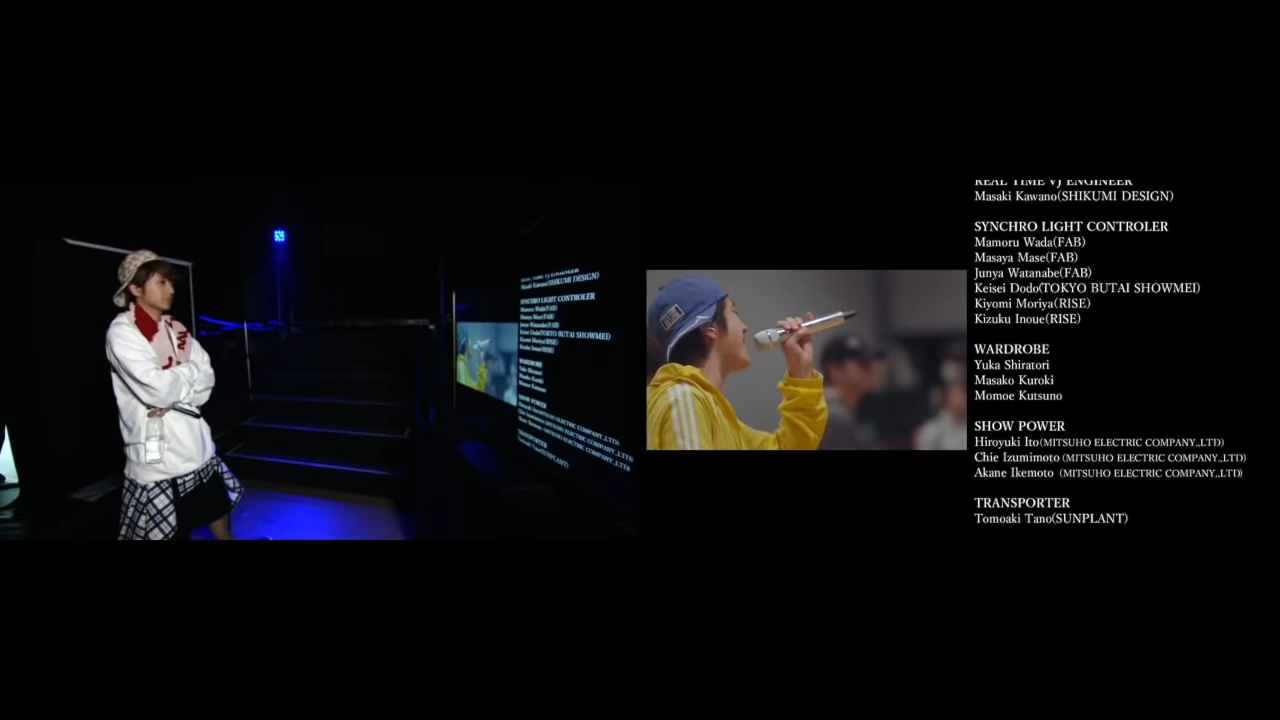 REAL TIME VJ ENGINEER
Masaki Kawano(SHIKUMI DESIGN)
SYNCHRO LIGHT CONTROLER
Mamoru Wada(FAB)
Masaya Mase(FAB)
Junya Watanabe(FAB)
Keisei Dodo(TOKYO BUTAI SHOWMEI)
Kiyomi Moriya(RISE)
Kizuku Inoue(RISE)
WARDROBE
Yuka Shiratori
Masako Kuroki
Momoe Kutsuno
SHOW POWER
Hiroyuki Ito(MITSUHO ELECTRIC COMPANY.,LTD)
Chie Izumimoto (MITSUHO ELECTRIC COMPANY.,LTD)
Akane Ikemoto (MITSUHO ELECTRIC COMPANY.,LTD)
TRANSPORTER
Tomoaki Tano(SUNPLANT)